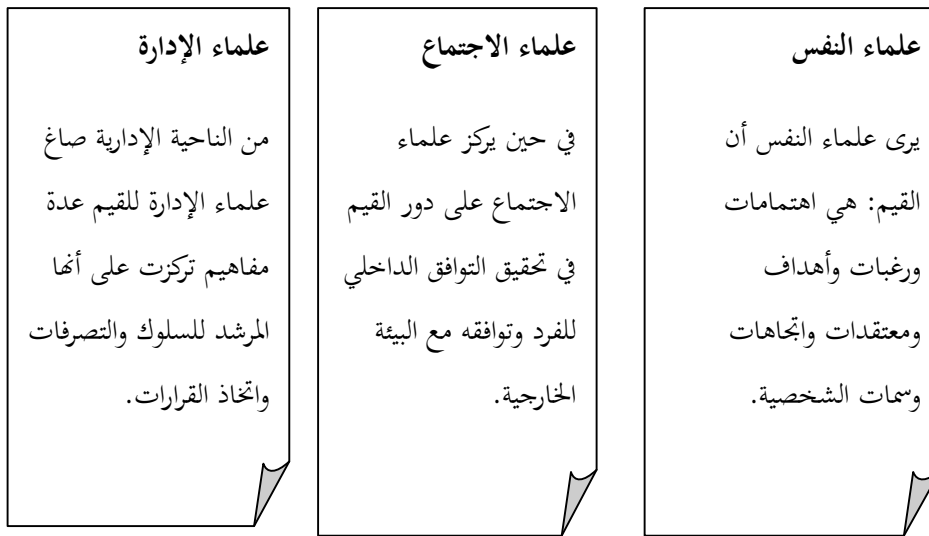 علماء النفس
يرى علماء النفس أن
القيم: هي اهتمامات
ورغبات وأهداف
ومعتقدات واتجاهات
وسمات الشخصية.
علماء الاجتماع
في حين يركز علماء
الاجتماع على دور القيم
في تحقيق التوافق الداخلي
للفرد وتوافقه مع البيئة
الخارجية.
علماء الإدارة
من الناحية الإدارية صاغ
علماء الإدارة للقيم عدة
مفاهيم تركزت على أنها
المرشد للسلوك والتصرفات
واتخاذ القرارات.